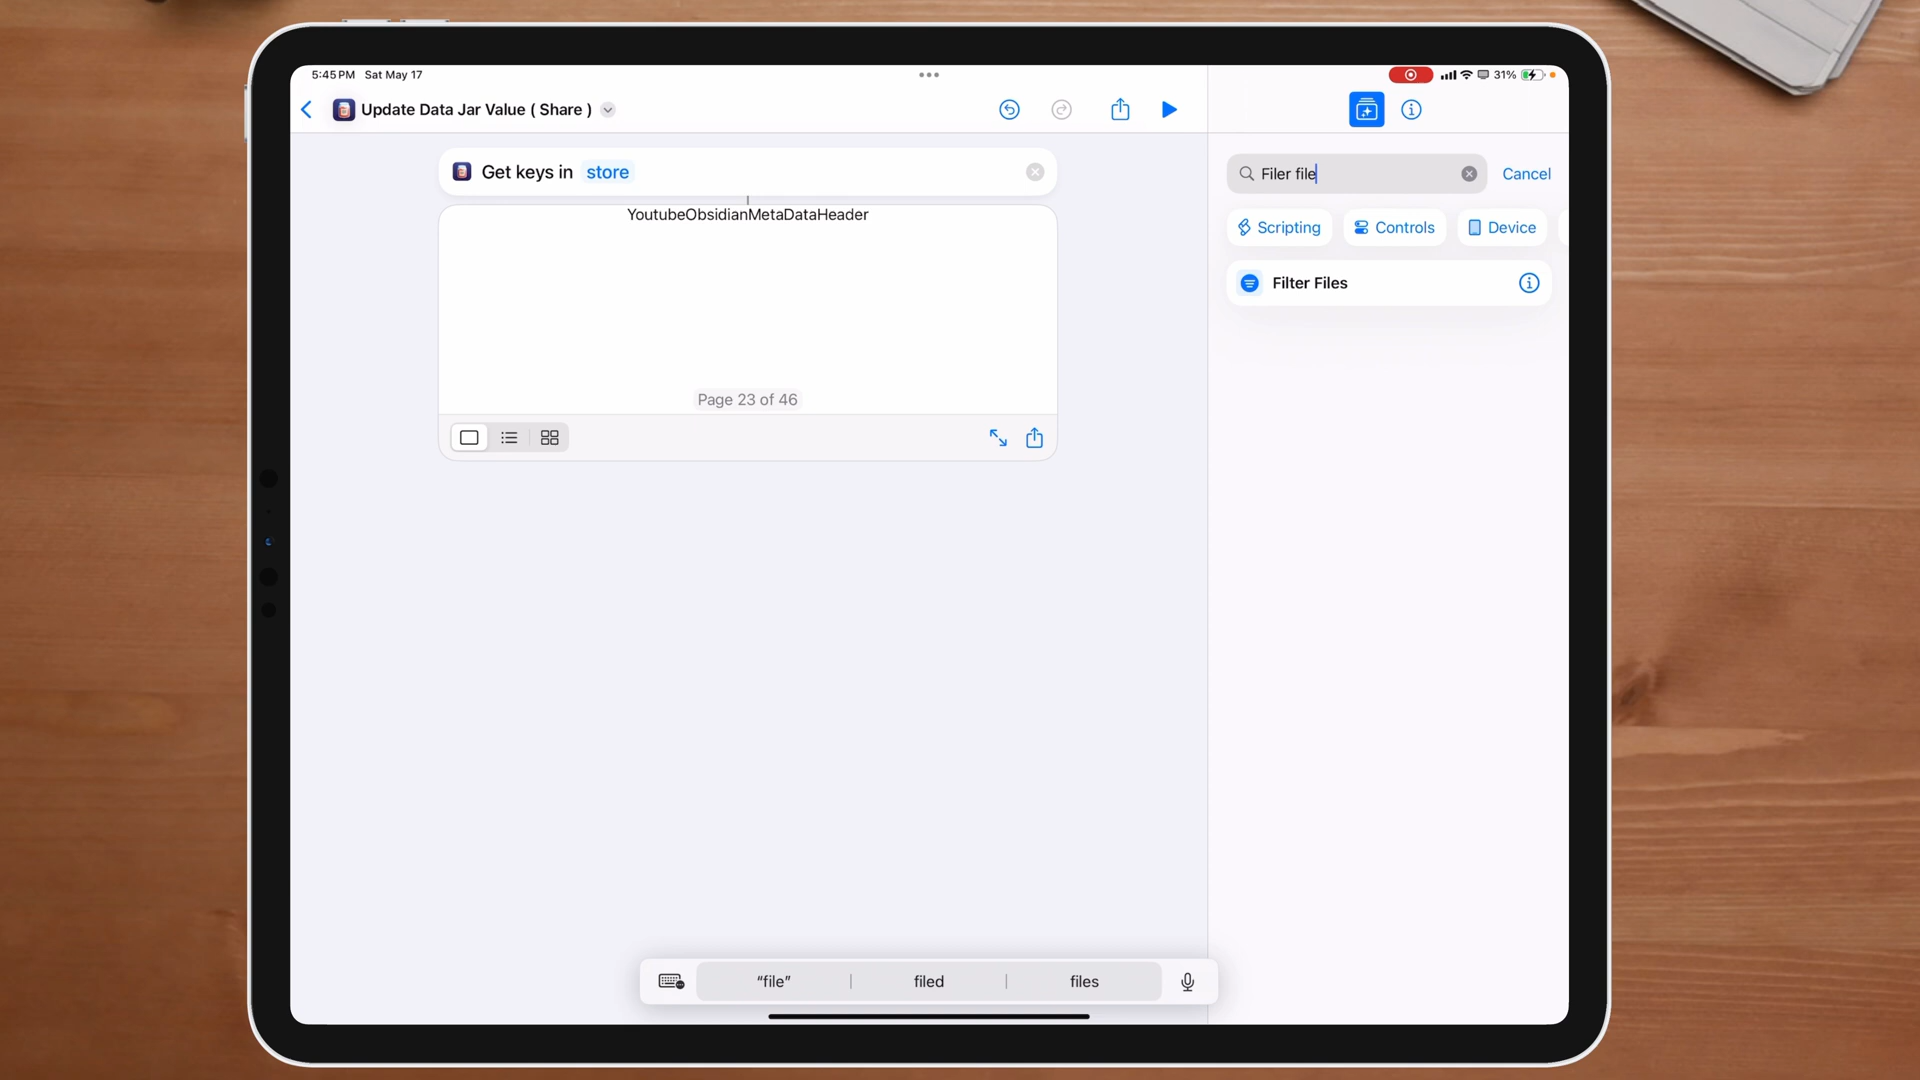 5:45 PM Sat May 17
31%
Update Data Jar Value ( Share )
Get keys in store
YoutubeObsidianMetaDataHeader
Page 23 of 46
Filer file
Cancel
Scripting
Controls
Device
Filter Files
“file”
filed
files